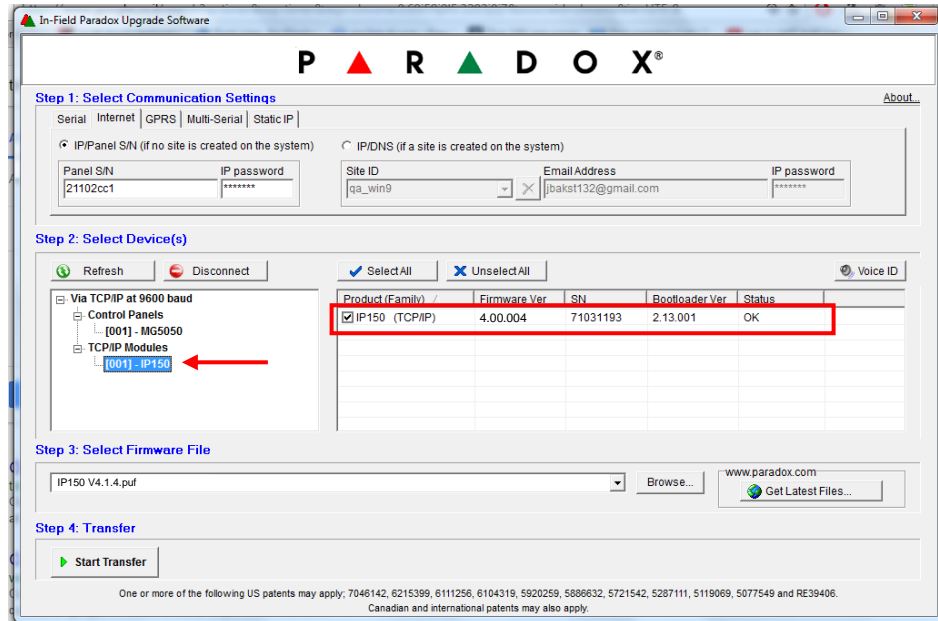 In-Field Paradox Upgrade Software
PARADOX®
Step 1: Select Communication Settings
About...
Serial Internet GPRS Multi-Serial Static IP
IP/Panel S/N (if no site is created on the system)
IP/DNS (if a site is created on the system)
Panel S/N IP password
Site ID Email Address IP password
21102cc1 *******
qa_win9 jbakst132@gmail.com *******
Step 2: Select Device(s)
Refresh Disconnect
Select All Unselect All Voice ID
Via TCP/IP at 9600 baud
Control Panels
[001] - MG5050
TCP/IP Modules
[001] - IP150
Product (Family) / Firmware Ver SN Bootloader Ver Status
IP150 (TCP/IP) 4.00.004 71031193 2.13.001 OK
Step 3: Select Firmware File
IP150 V4.1.4.puf
Browse...
www.paradox.com
Get Latest Files...
Step 4: Transfer
Start Transfer
One or more of the following US patents may apply; 7046142, 6215399, 6111256, 6104319, 5920259, 5886632, 5721542, 5287111, 5119069, 5077549 and RE39406.
Canadian and international patents may also apply.